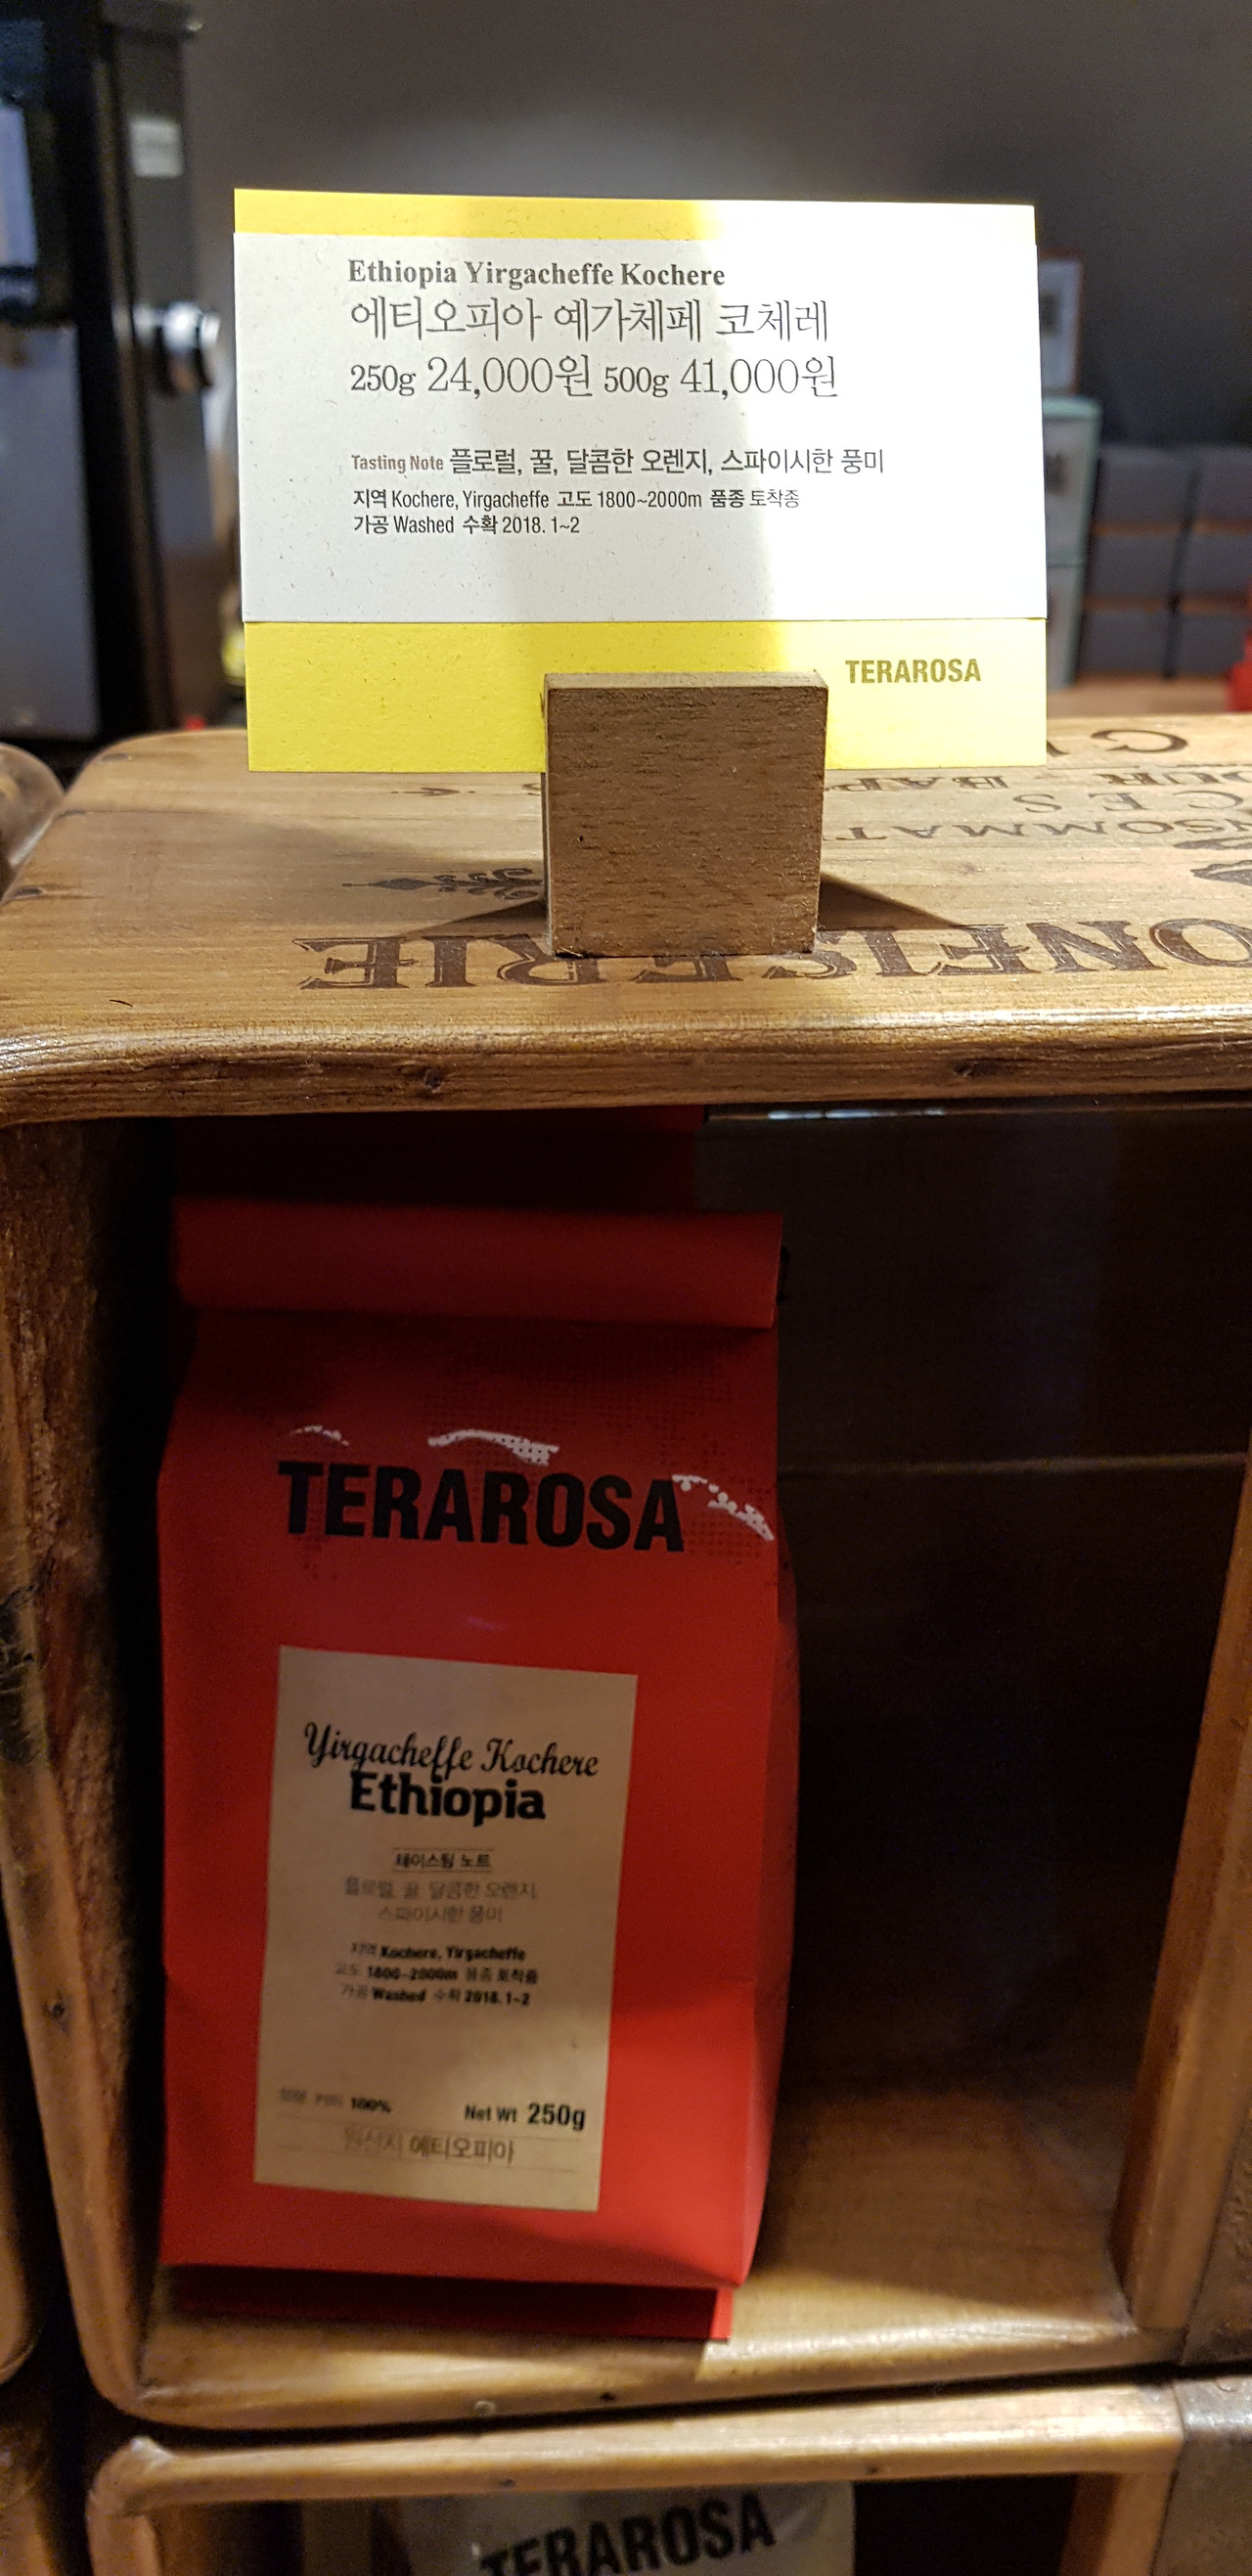 Ethiopia Yirgacheffe Kochere
에티오피아 예가체페 코체레
250g 24,000원 500g 41,000원
Tasting Note 플로럴, 꿀, 달콤한 오렌지, 스파이시한 풍미
지역 Kochere, Yirgacheffe 고도 1800~2000m 품종 토착종
가공 Washed 수확 2018. 1~2
TEROROSA
ONFISERIE
TERAROSA
Yirgacheffe Kochere
Ethiopia
테이스팅 노트
플로럴, 꿀, 달콤한 오렌지,
스파이시한 풍미
지역 Kochere, Yirgacheffe
고도 1800~2000m 품종 토착종
가공 Washed 수확 2018. 1~2
100%
Net Wt 250g
원산지 에티오피아
TERAROSA